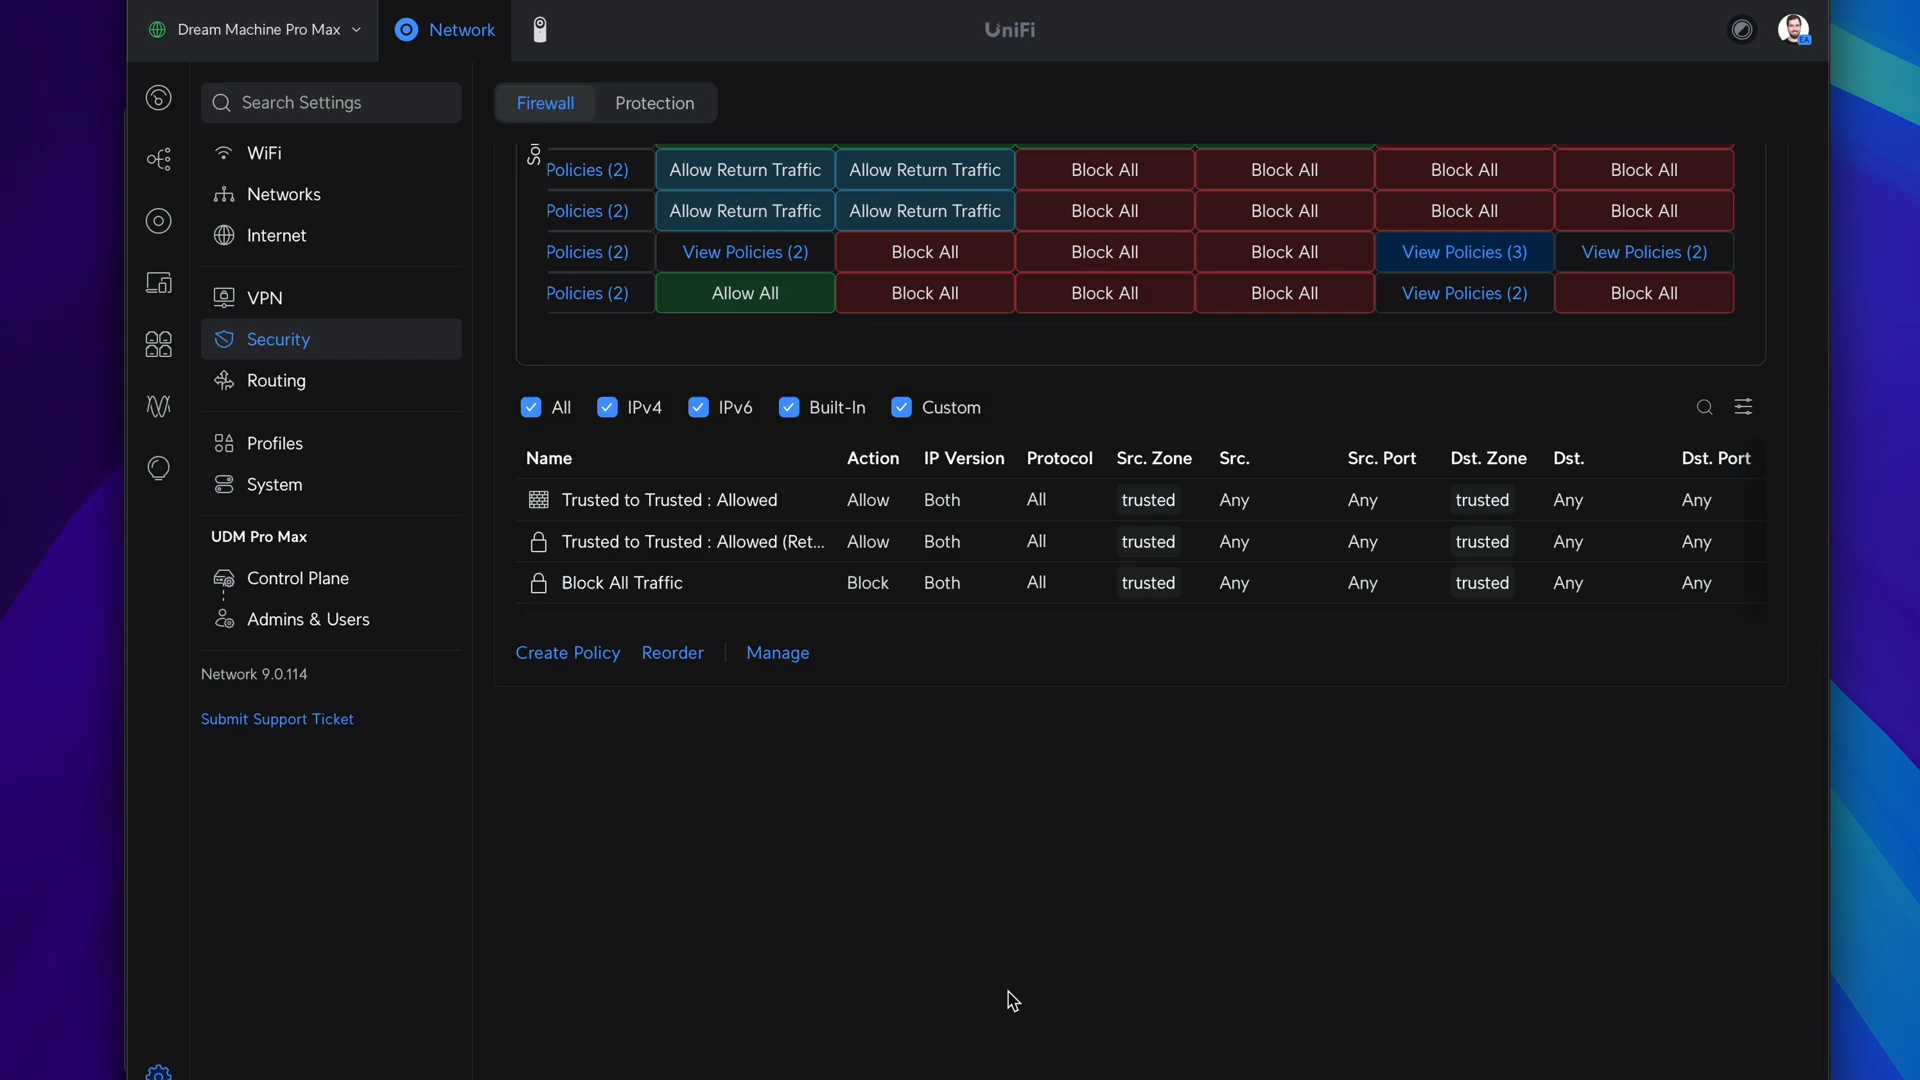 Dream Machine Pro Max
Network
UniFi
EA
Search Settings
Firewall
Protection
WiFi
Networks
Internet
VPN
Security
Routing
Profiles
System
UDM Pro Max
Control Plane
Admins & Users
Network 9.0.114
Submit Support Ticket
Policies (2) Allow Return Traffic Allow Return Traffic Block All Block All Block All Block All
Policies (2) Allow Return Traffic Allow Return Traffic Block All Block All Block All Block All
Policies (2) View Policies (2) Block All Block All Block All View Policies (3) View Policies (2)
Policies (2) Allow All Block All Block All Block All View Policies (2) Block All
All IPv4 IPv6 Built-In Custom
Name Action IP Version Protocol Src. Zone Src. Src. Port Dst. Zone Dst. Dst. Port
Trusted to Trusted : Allowed Allow Both All trusted Any Any trusted Any Any
Trusted to Trusted : Allowed (Ret... Allow Both All trusted Any Any trusted Any Any
Block All Traffic Block Both All trusted Any Any trusted Any Any
Create Policy Reorder Manage